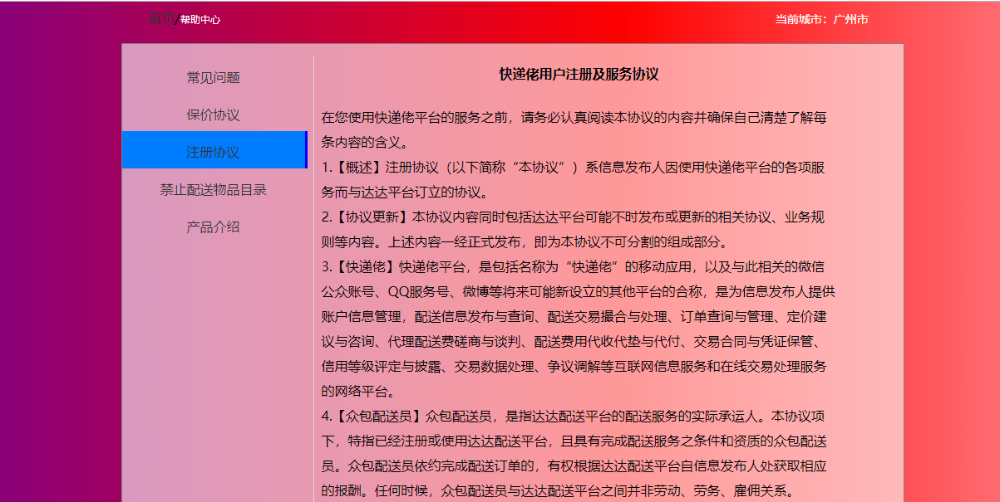 首页/帮助中心
当前城市：广州市
常见问题
保价协议
注册协议
禁止配送物品目录
产品介绍
快递佬用户注册及服务协议
在您使用快递佬平台的服务之前，请务必认真阅读本协议的内容并确保自己清楚了解每
条内容的含义。
1.【概述】注册协议（以下简称“本协议”）系信息发布人因使用快递佬平台的各项服
务而与达达平台订立的协议。
2.【协议更新】本协议内容同时包括达达平台可能不时发布或更新的相关协议、业务规
则等内容。上述内容一经正式发布，即为本协议不可分割的组成部分。
3.【快递佬】快递佬平台，是包括名称为“快递佬”的移动应用，以及与此相关的微信
公众账号、QQ服务号、微博等将来可能新设立的其他平台的合称，是为信息发布人提供
账户信息管理，配送信息发布与查询、配送交易撮合与处理、订单查询与管理、定价建
议与咨询、代理配送费磋商与谈判、配送费用代收代垫与代付、交易合同与凭证保管、
信用等级评定与披露、交易数据处理、争议调解等互联网信息服务和在线交易处理服务
的网络平台。
4.【众包配送员】众包配送员，是指达达配送平台的配送服务的实际承运人。本协议项
下，特指已经注册或使用达达配送平台，且具有完成配送服务之条件和资质的众包配送
员。众包配送员依约完成配送订单的，有权根据达达配送平台自信息发布人处获取相应
的报酬。任何时候，众包配送员与达达配送平台之间并非劳动、劳务、雇佣关系。